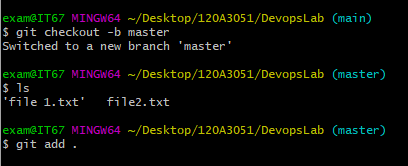 exam@IT67 MINGW64 ~/Desktop/120A3051/DevopsLab (main)
$ git checkout -b master
Switched to a new branch 'master'
exam@IT67 MINGW64 ~/Desktop/120A3051/DevopsLab (master)
$ ls
'file 1.txt'   file2.txt
exam@IT67 MINGW64 ~/Desktop/120A3051/DevopsLab (master)
$ git add .